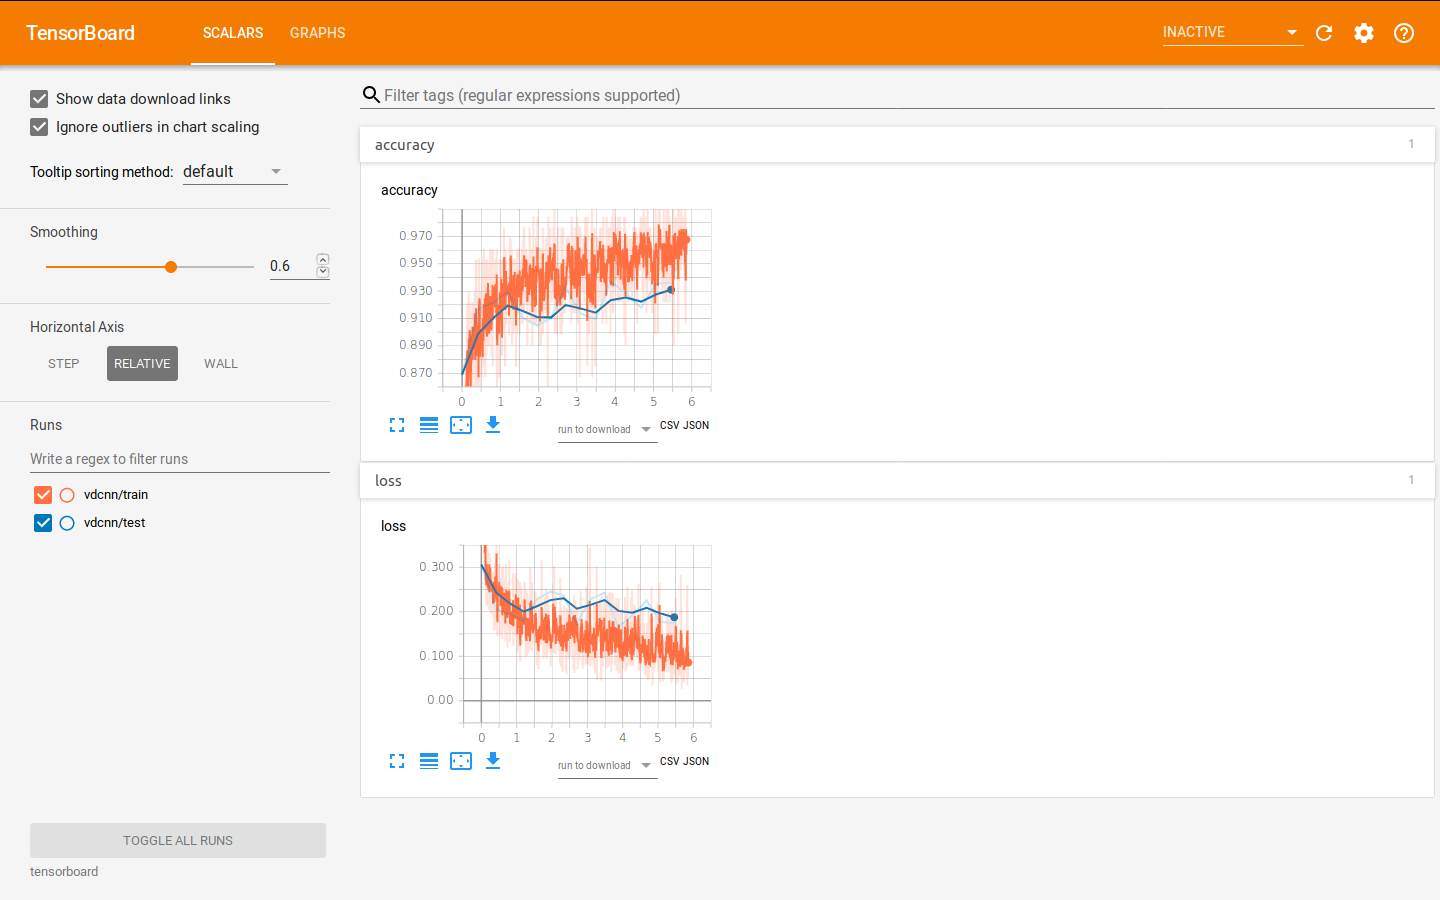 TensorBoard SCALARS GRAPHS INACTIVE
Show data download links
Ignore outliers in chart scaling
Tooltip sorting method: default
Smoothing
0.6
Horizontal Axis
STEP RELATIVE WALL
Runs
Write a regex to filter runs
vdcnn/train
vdcnn/test
TOGGLE ALL RUNS
tensorboard
Filter tags (regular expressions supported)
accuracy 1
accuracy
0.970
0.950
0.930
0.910
0.890
0.870
0 1 2 3 4 5 6
run to download CSV JSON
loss 1
loss
0.300
0.200
0.100
0.00
0 1 2 3 4 5 6
run to download CSV JSON